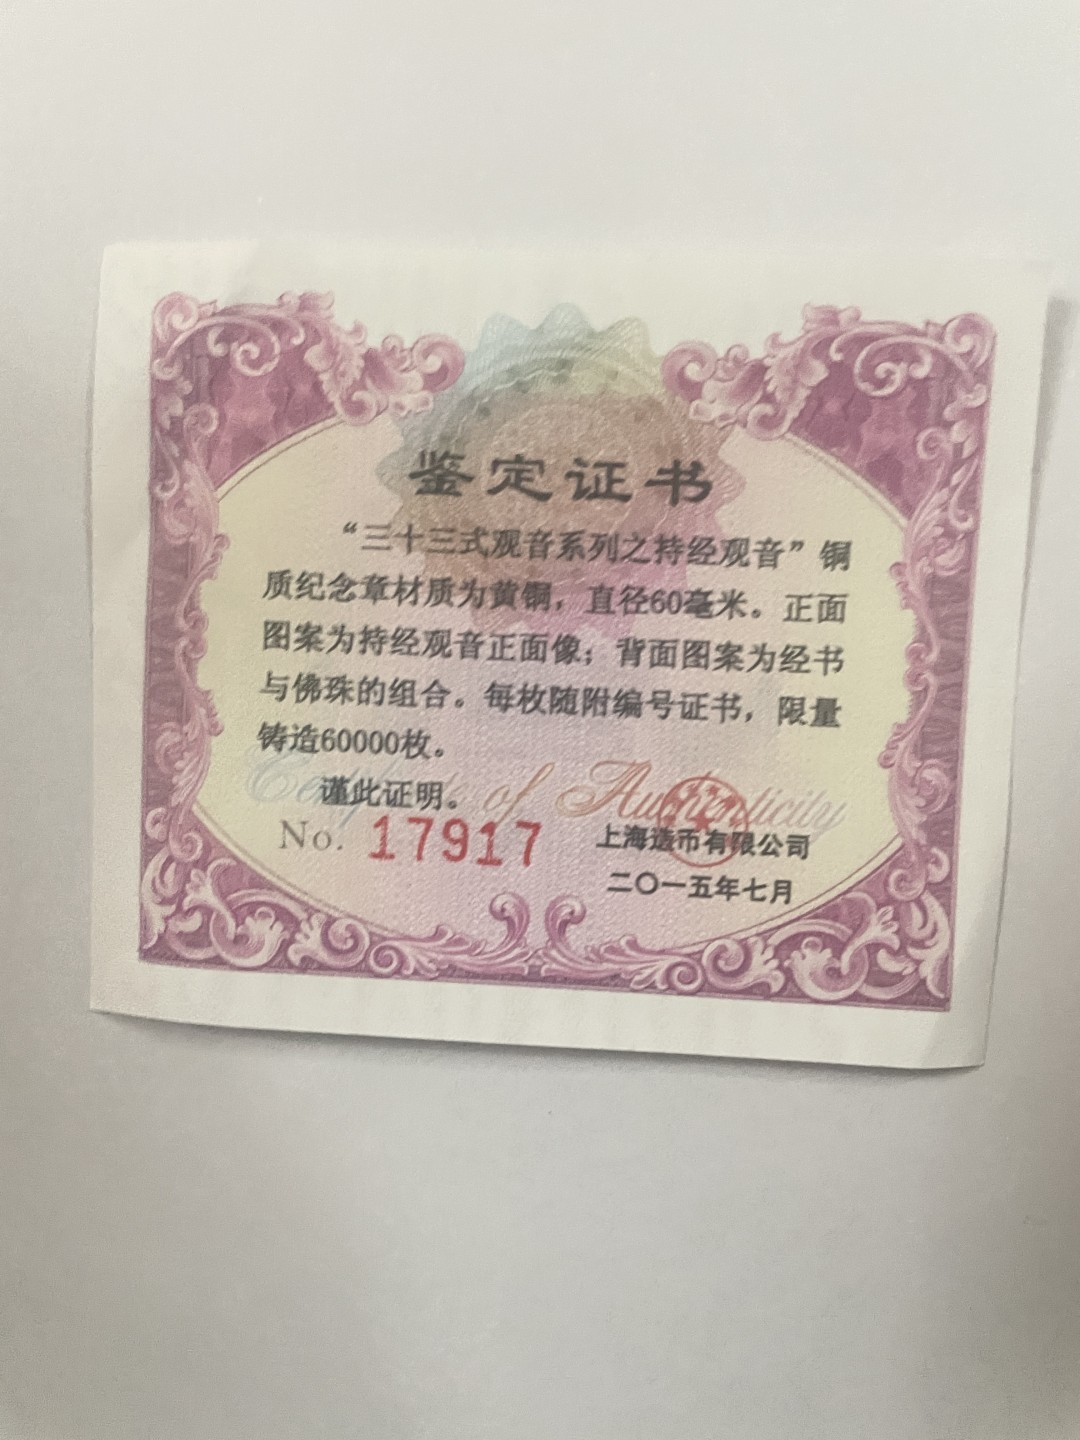 鉴定证书
“三十三式观音系列之持经观音”铜
质纪念章材质为黄铜，直径60毫米。正面
图案为持经观音正面像；背面图案为经书
与佛珠的组合。每枚随附编号证书，限量
铸造60000枚。
谨此证明。
Certificate of Authenticity
No. 17917
上海造币有限公司
二〇一五年七月